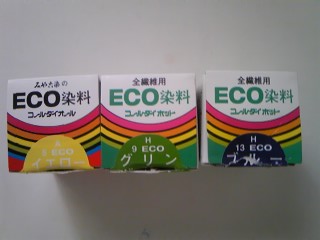 みやこ染の
ECO染料
コールダイオール
ECO
イエロー
全繊維用
ECO染料
コールダイホット
H
9 ECO
グリン
全繊維用
ECO染料
コールダイホット
H
13 ECO
ブルー